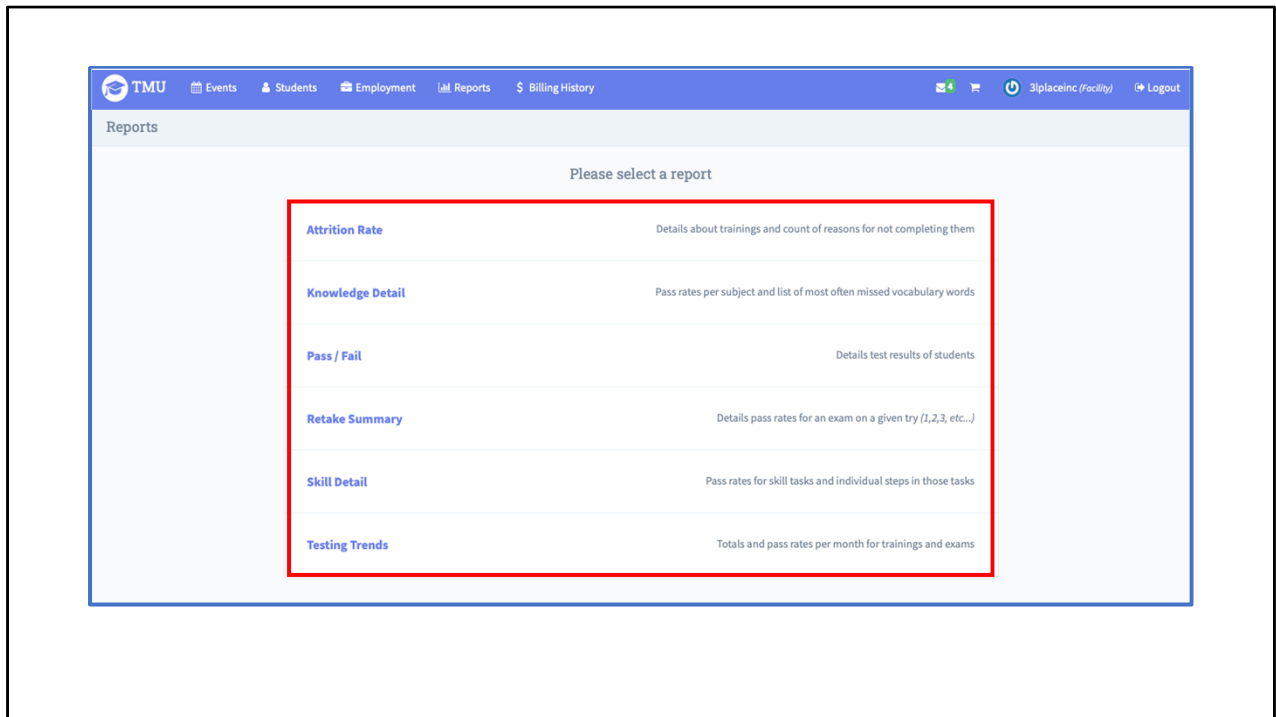 TMU Events Students Employment Reports $ Billing History 4 3lplaceinc (Facility) Logout
Reports
Please select a report
Attrition Rate Details about trainings and count of reasons for not completing them
Knowledge Detail Pass rates per subject and list of most often missed vocabulary words
Pass / Fail Details test results of students
Retake Summary Details pass rates for an exam on a given try (1,2,3, etc...)
Skill Detail Pass rates for skill tasks and individual steps in those tasks
Testing Trends Totals and pass rates per month for trainings and exams